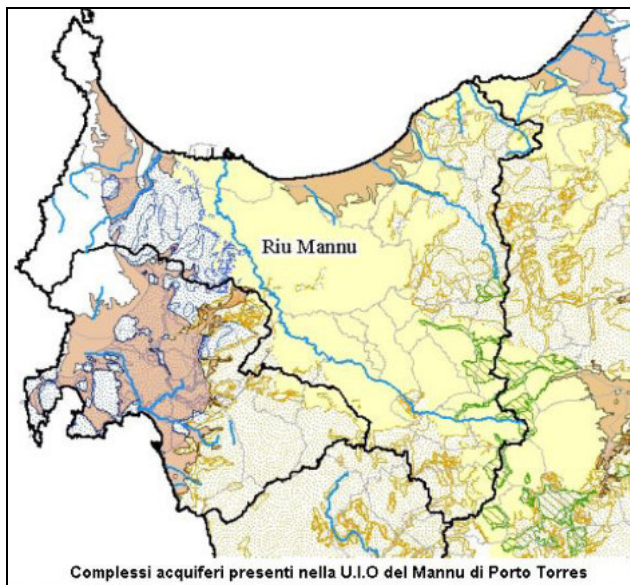 Riu Mannu
Complessi acquiferi presenti nella U.I.O del Mannu di Porto Torres